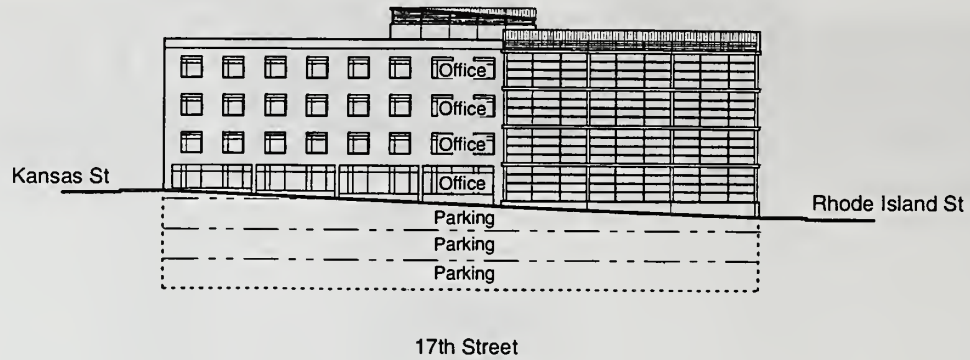 Office
Office
Office
Kansas St
Office
Rhode Island St
Parking
Parking
Parking
17th Street